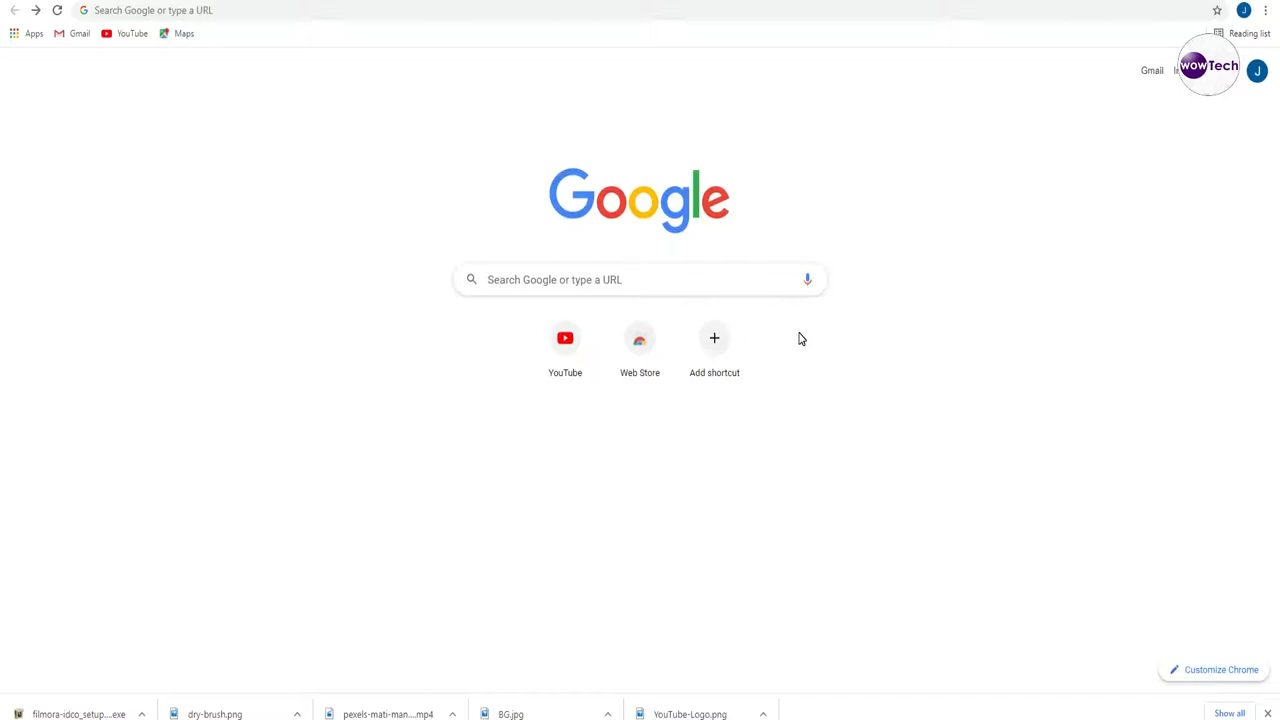 Search Google or type a URL
Apps Gmail YouTube Maps Reading list
Gmail
wowTech
J
J
Google
Search Google or type a URL
YouTube Web Store Add shortcut
Customize Chrome
filmora-idco_setup....exe dry-brush.png pexels-mati-man....mp4 BG.jpg YouTube-Logo.png Show all